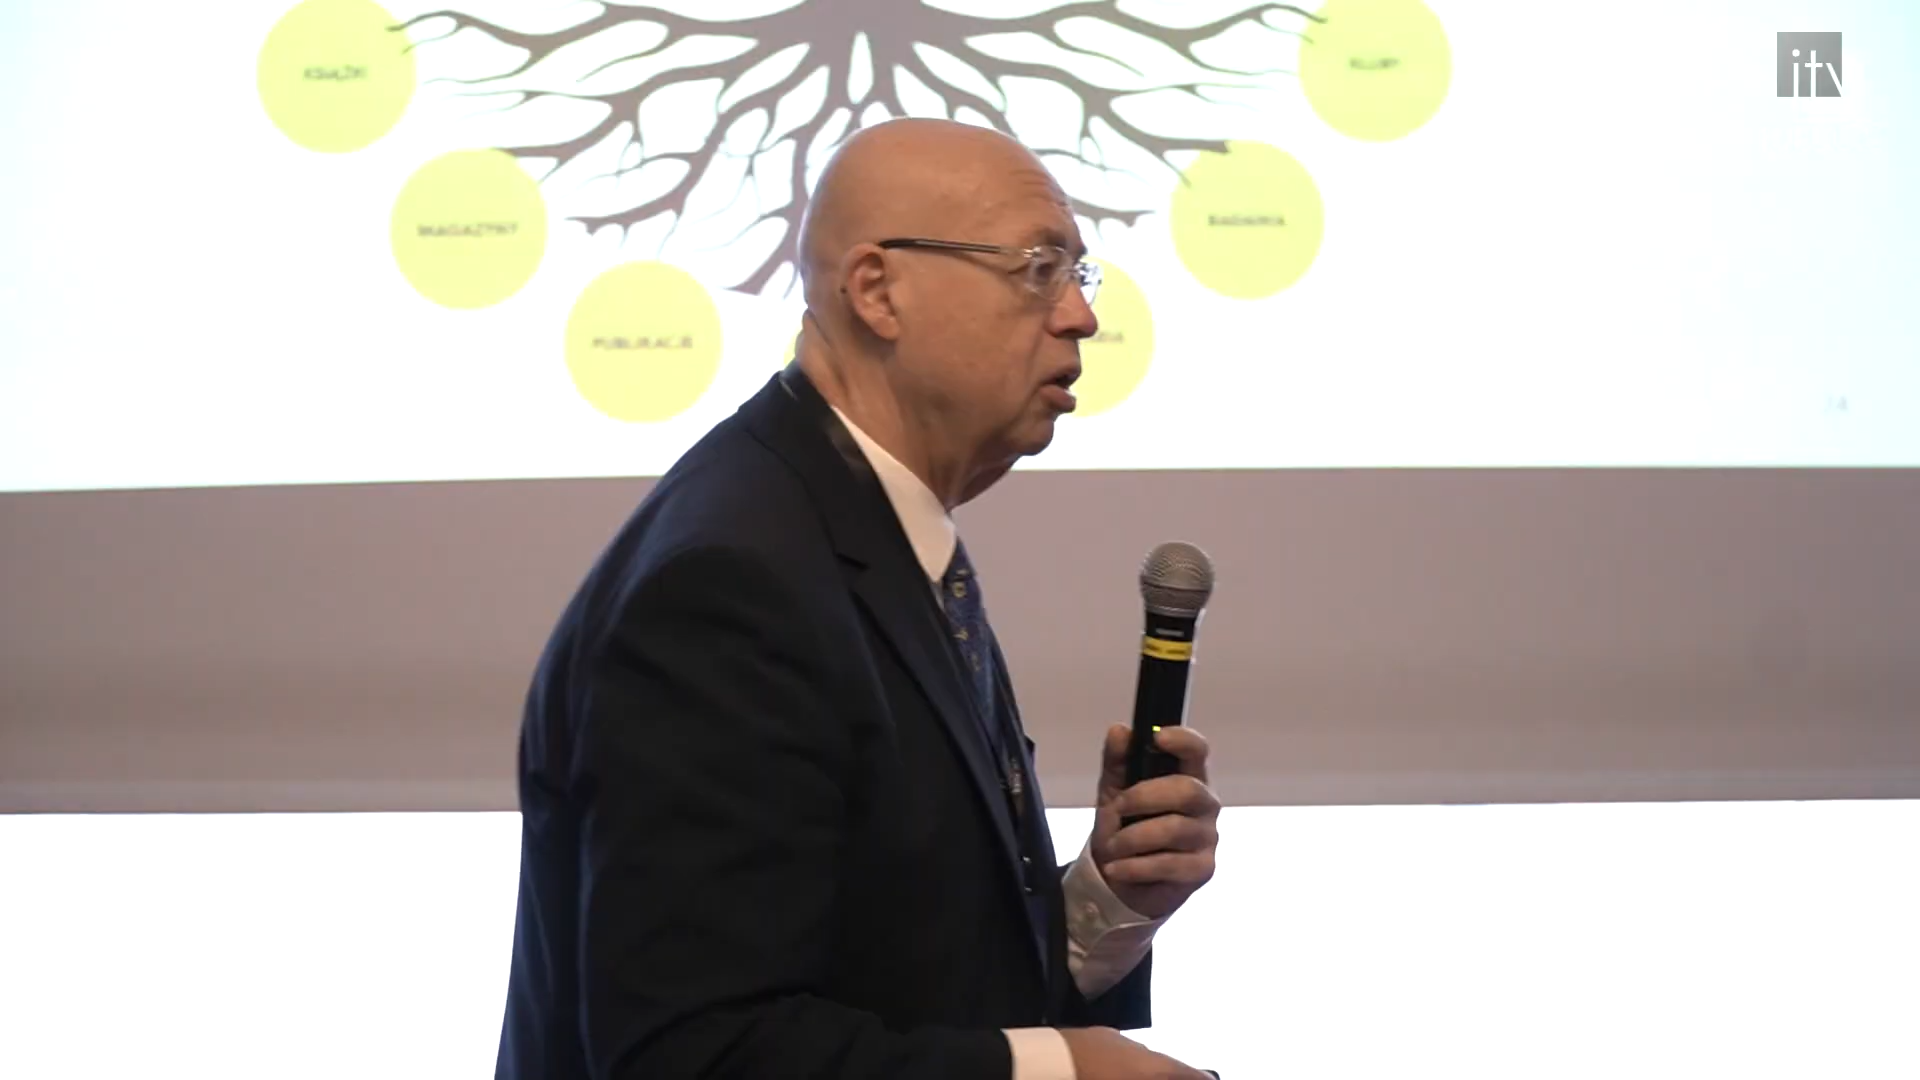 itv
KSIĄŻKI
KLUBY
MAGAZYNY
BADANIA
PUBLIKACJE